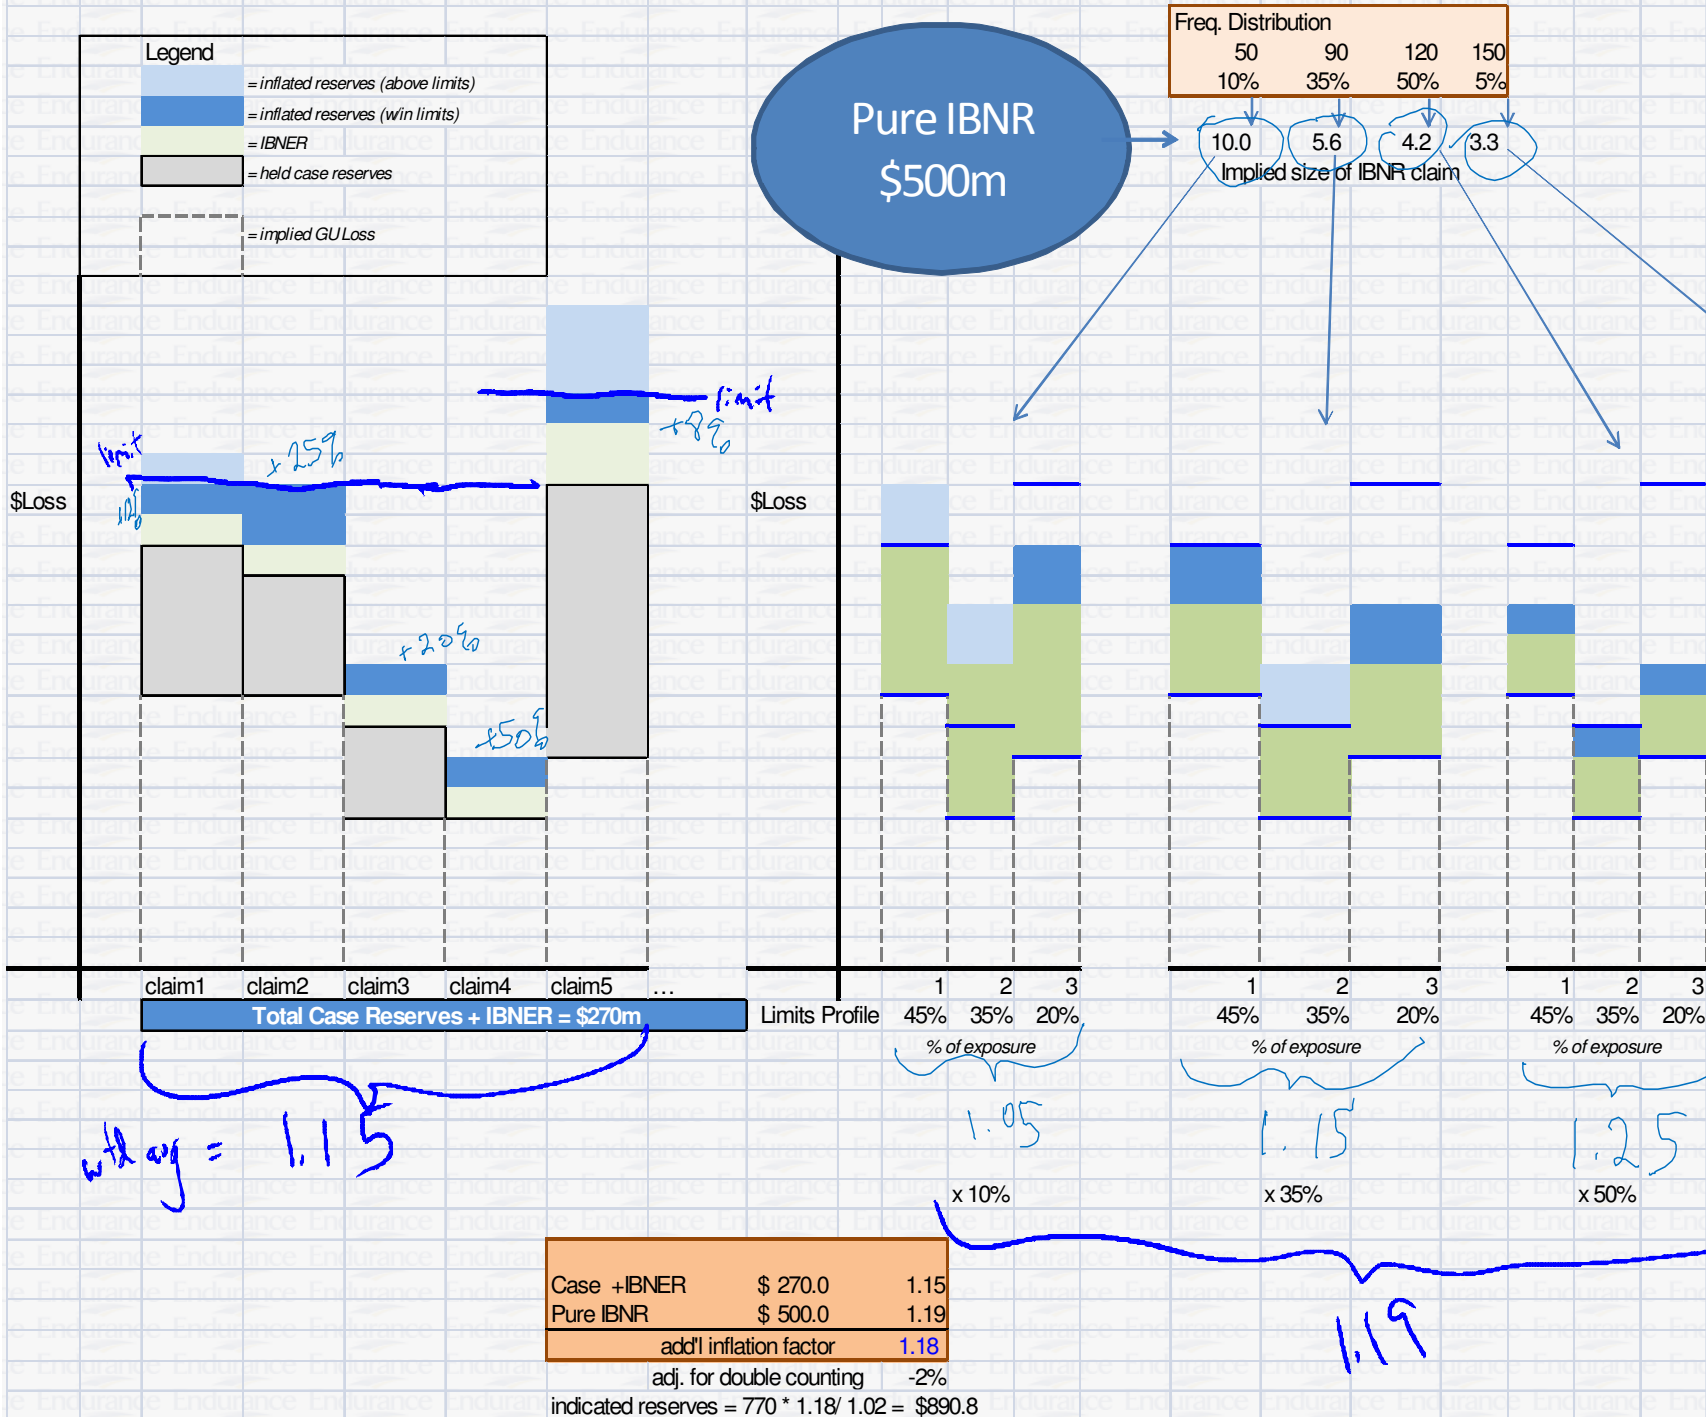 Legend
= inflated reserves (above limits)
= inflated reserves (w/in limits)
= IBNER
= held case reserves
= implied GU Loss
Pure IBNR
$500m
Freq. Distribution
50 90 120 150
10% 35% 50% 5%
10.0 5.6 4.2 3.3
Implied size of IBNR claim
limit
+8%
limit
+25%
$Loss
$Loss
+20%
+50%
claim1 claim2 claim3 claim4 claim5 ...
1 2 3 1 2 3 1 2 3
Total Case Reserves + IBNER = $270m
Limits Profile 45% 35% 20% 45% 35% 20% 45% 35% 20%
% of exposure % of exposure % of exposure
1.05 1.15 1.25
wtd avg = 1.15
x 10% x 35% x 50%
1.19
Case +IBNER $ 270.0 1.15
Pure IBNR $ 500.0 1.19
add'l inflation factor 1.18
adj. for double counting -2%
indicated reserves = 770 * 1.18/ 1.02 = $890.8
Endurance